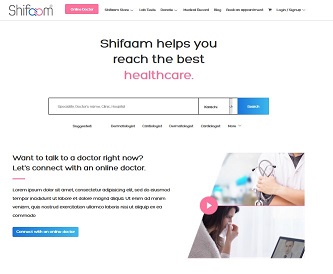 Shifaam
Online Doctor Shifaam Store Lab Tests Donate Medical Record Blog Book an appointment Login / Signup
Shifaam helps you
reach the best
healthcare.
Specialist, Doctors name, Clinic, Hospital Karachi Search
Suggested: Dermatologist Cardiologist Dermatologist Cardiologist More
Want to talk to a doctor right now?
Let's connect with an online doctor.
Lorem ipsum dolor sit amet, consectetur adipiscing elit, sed do eiusmod
tempor incididunt ut labore et dolore magna aliqua. Ut enim ad minim
veniam, quis nostrud exercitation ullamco laboris nisi ut aliquip ex ea
commodo
Connect with an online doctor